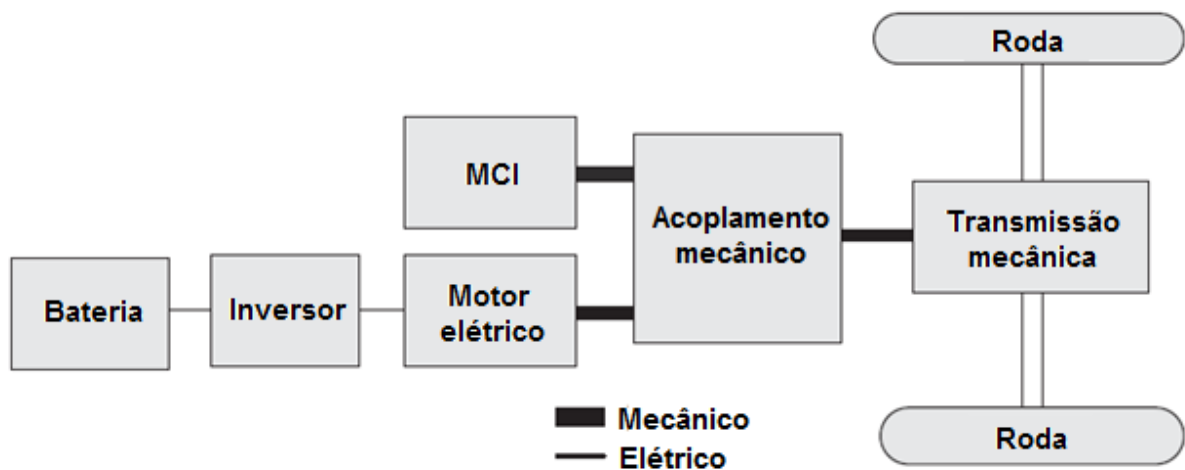 Roda
MCI
Acoplamento
mecânico
Transmissão
mecânica
Bateria
Inversor
Motor
elétrico
Mecânico
Elétrico
Roda